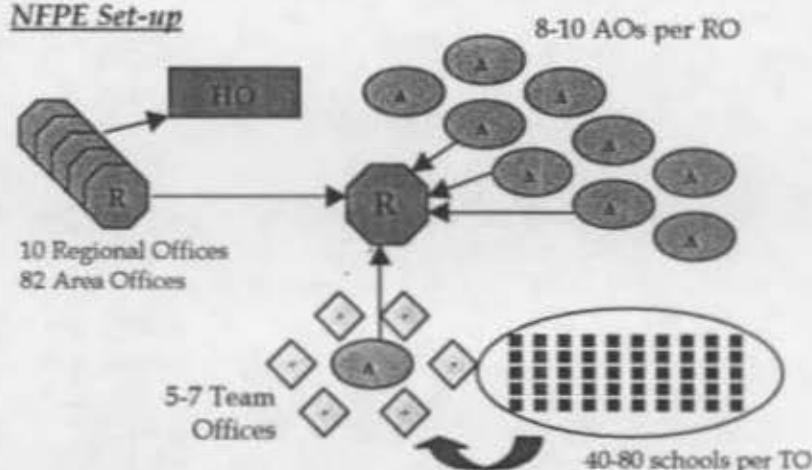 NFPE Set-up
8-10 AOs per RO
HO
A
A
A
A
A
A
A
A
A
R
R
10 Regional Offices
82 Area Offices
A
5-7 Team
Offices
40-80 schools per TO